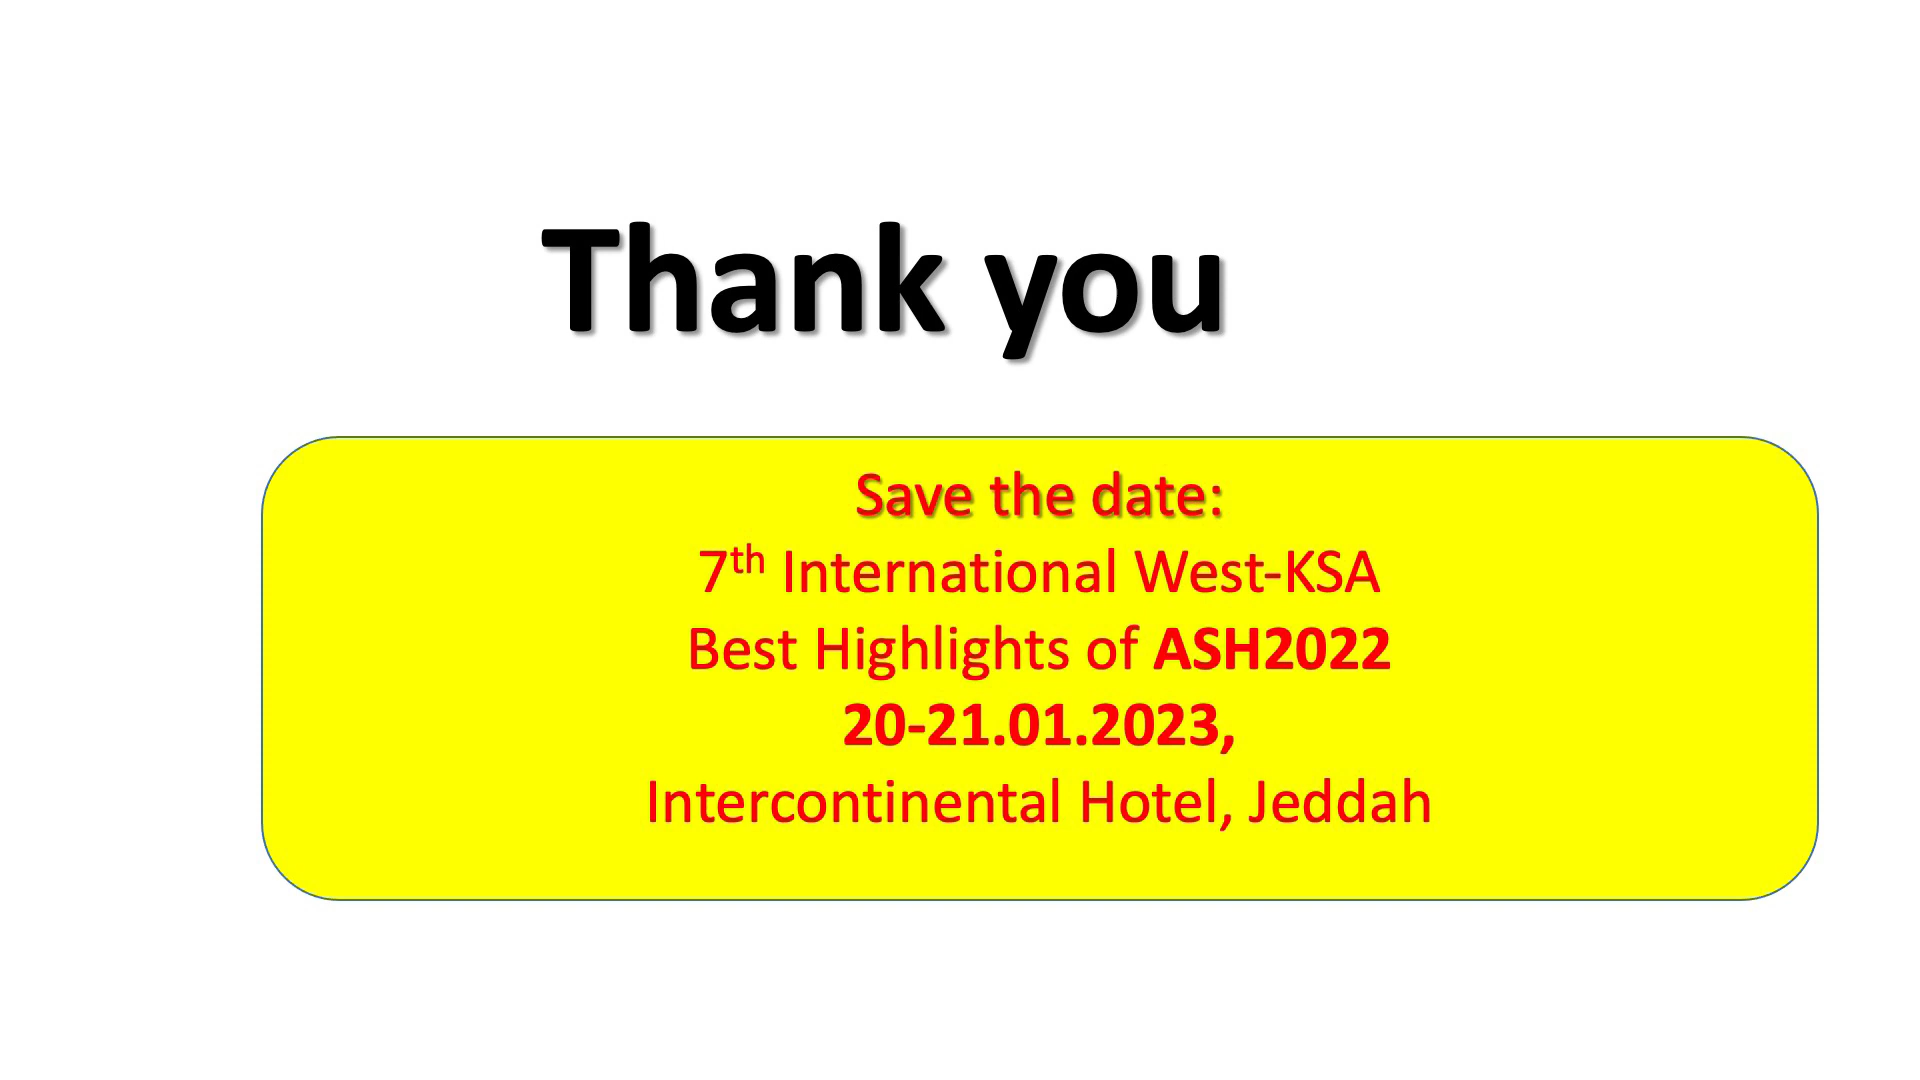 Thank you
Save the date:
7th International West-KSA
Best Highlights of ASH2022
20-21.01.2023,
Intercontinental Hotel, Jeddah